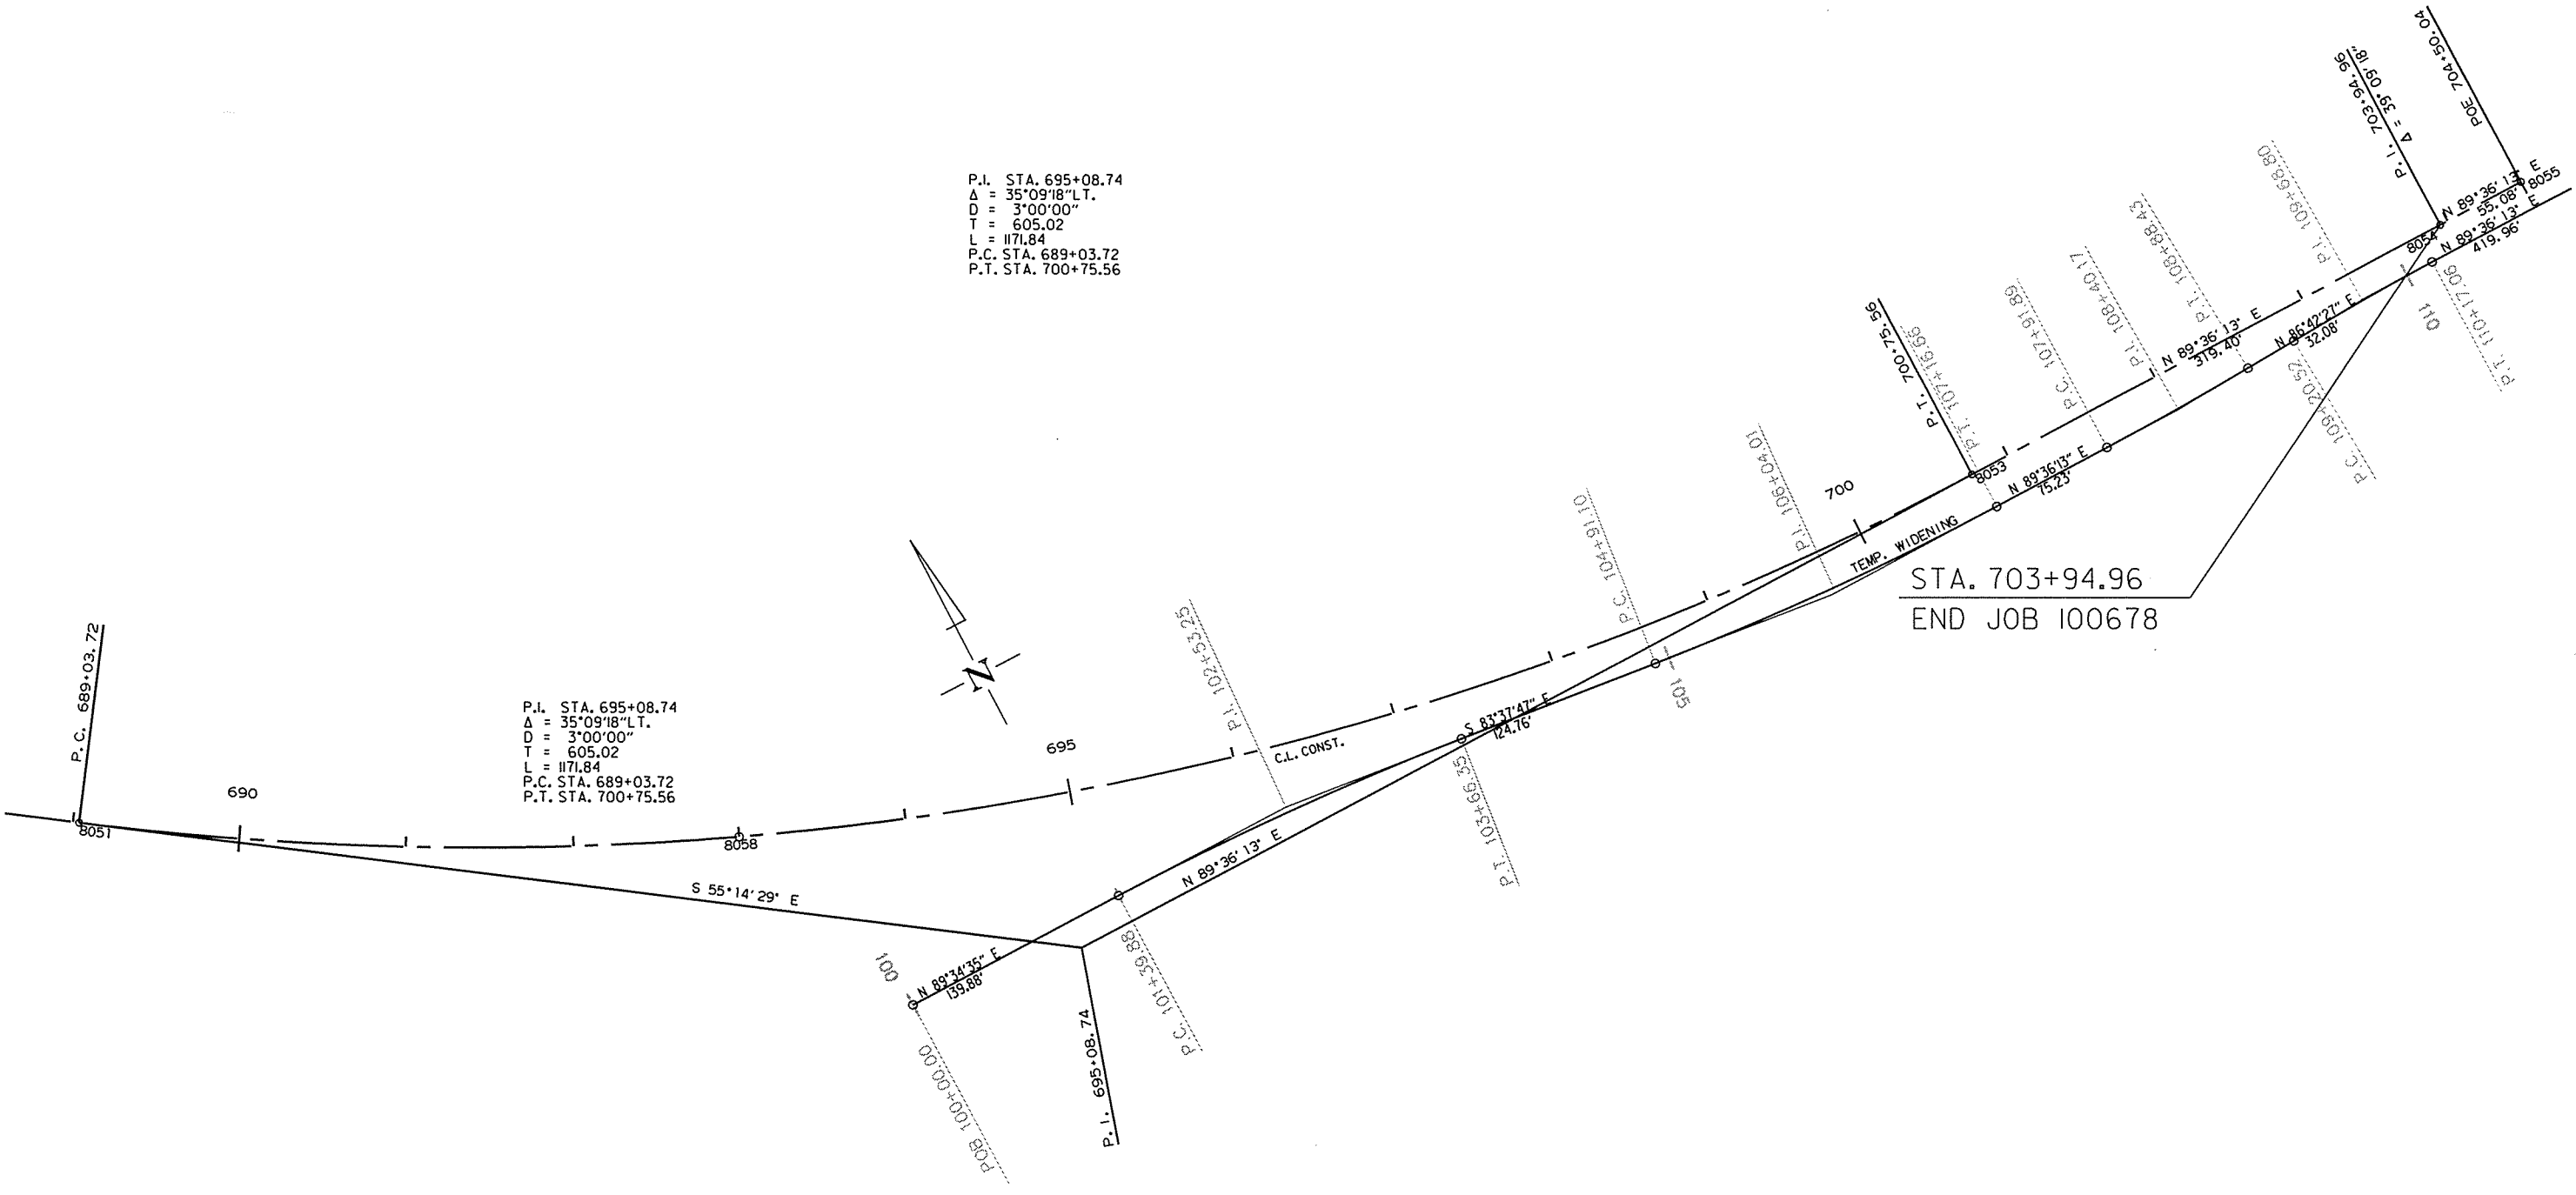 P.I. STA. 695+08.74
Δ = 35°09'18"LT.
D = 3°00'00"
T = 605.02
L = 1171.84
P.C. STA. 689+03.72
P.T. STA. 700+75.56
P.I. STA. 695+08.74
Δ = 35°09'18"LT.
D = 3°00'00"
T = 605.02
L = 1171.84
P.C. STA. 689+03.72
P.T. STA. 700+75.56
P.C. 689+03.72
8051
690
8058
695
C.L. CONST.
S 55°14'29" E
P.I. 695+08.74
N 89°36'13" E
N
100
N 89°34'35" E
139.88'
POB 100+00.00
P.C. 101+39.88
P.I. 102+53.25
P.T. 103+66.35
S 83°37'47" E
124.76'
P.C. 104+91.10
105
P.I. 106+04.01
700
TEMP. WIDENING
P.T. 700+75.56
P.T. 107+16.66
8053
N 89°36'13" E
75.23'
P.C. 107+91.89
P.I. 108+40.17
P.T. 108+88.43
N 89°36'13" E
319.40'
N 86°42'27" E
32.08'
P.C. 109+20.52
P.I. 109+68.80
110
P.T. 110+17.06
P.I. 703+94.96
Δ = 39°09'18"
POE 704+50.04
8054
N 89°36'13" E
55.08'
8055
N 89°36'13" E
419.96'
STA. 703+94.96
END JOB 100678